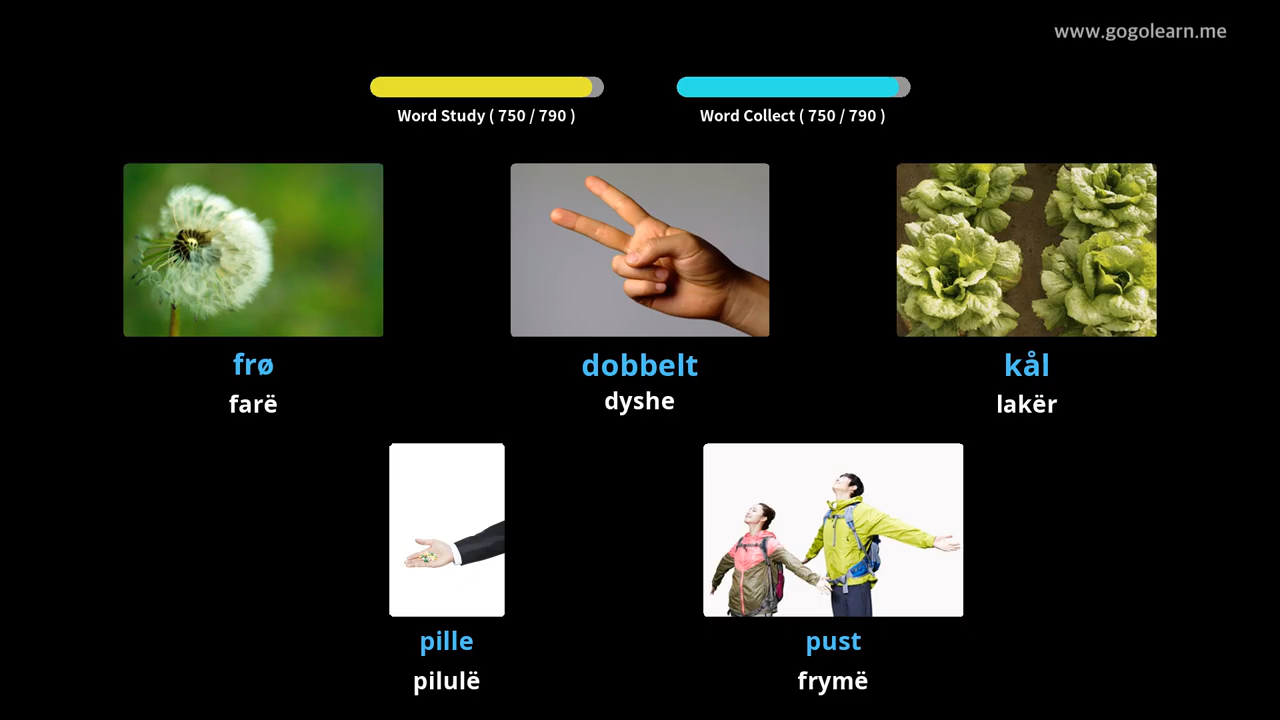 www.gogolearn.me
Word Study ( 750 / 790 )
Word Collect ( 750 / 790 )
frø
farë
dobbelt
dyshe
kål
lakër
pille
pilulë
pust
frymë